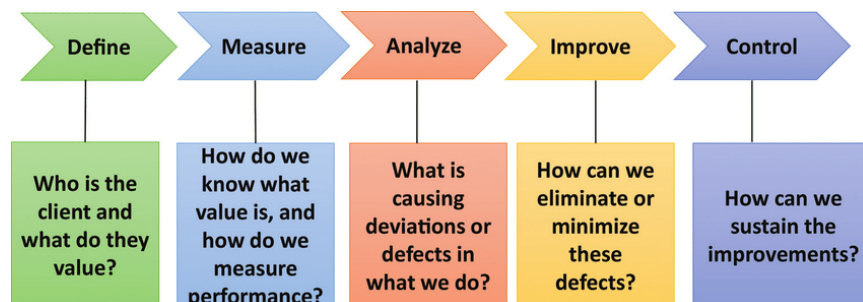 Define
Measure
Analyze
Improve
Control
Who is the
client and
what do they
value?
How do we
know what
value is, and
how do we
measure
performance?
What is
causing
deviations or
defects in
what we do?
How can we
eliminate or
minimize
these
defects?
How can we
sustain the
improvements?